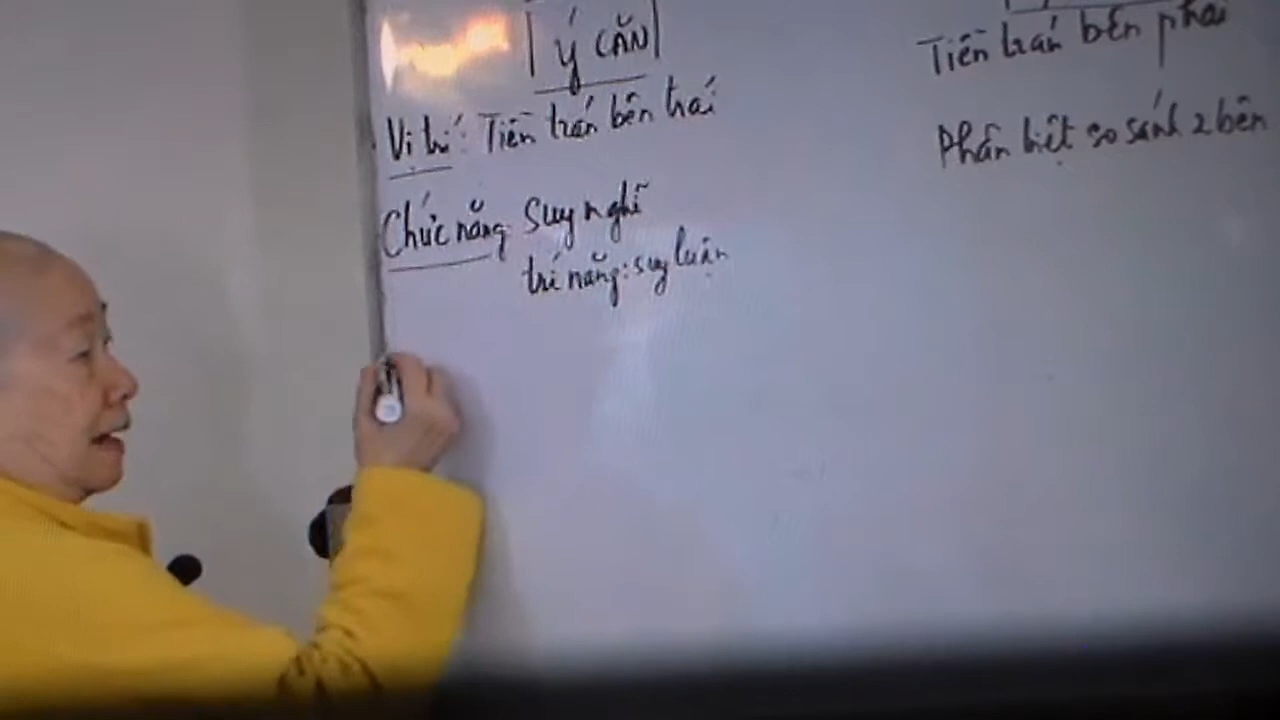 Ý CĂN
Vị trí: Tiền trán bên trái
Chức năng Suy nghĩ
trí năng: suy luận
Tiền trán bên phải
Phân biệt so sánh 2 bên